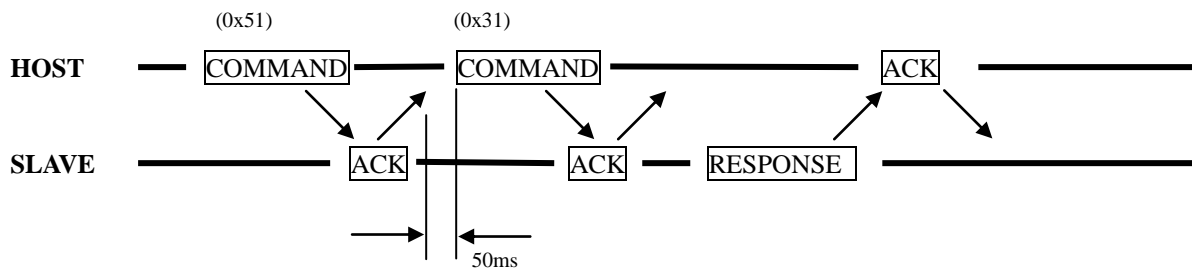 (0x51) (0x31)
HOST COMMAND COMMAND ACK
SLAVE ACK ACK RESPONSE
50ms